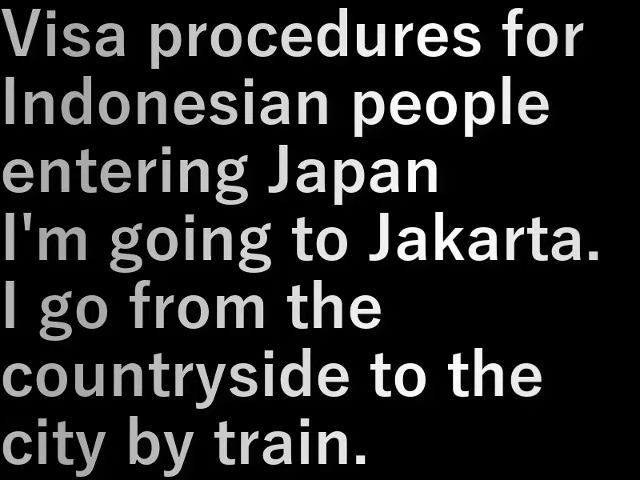 Visa procedures for
Indonesian people
entering Japan
I'm going to Jakarta.
I go from the
countryside to the
city by train.